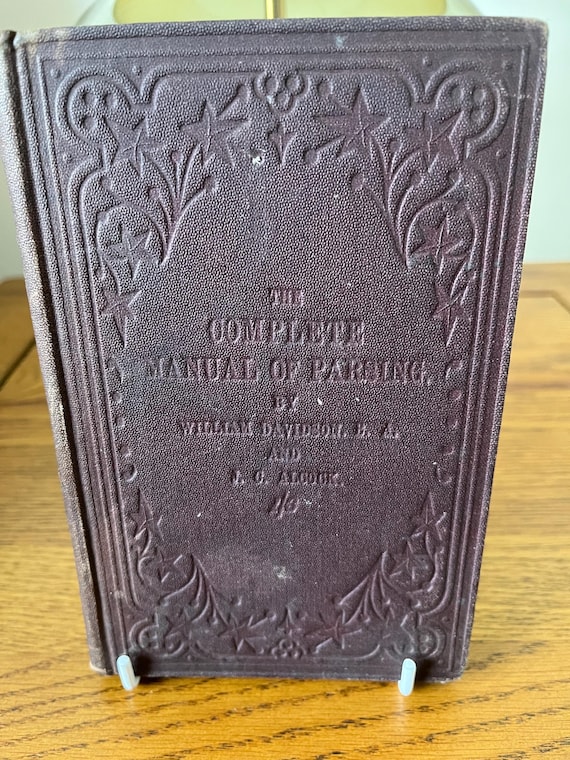 THE
COMPLETE
MANUAL OF PARSING,
BY
WILLIAM DAVIDSON, B. A.
AND
J. C. ALCOCK.